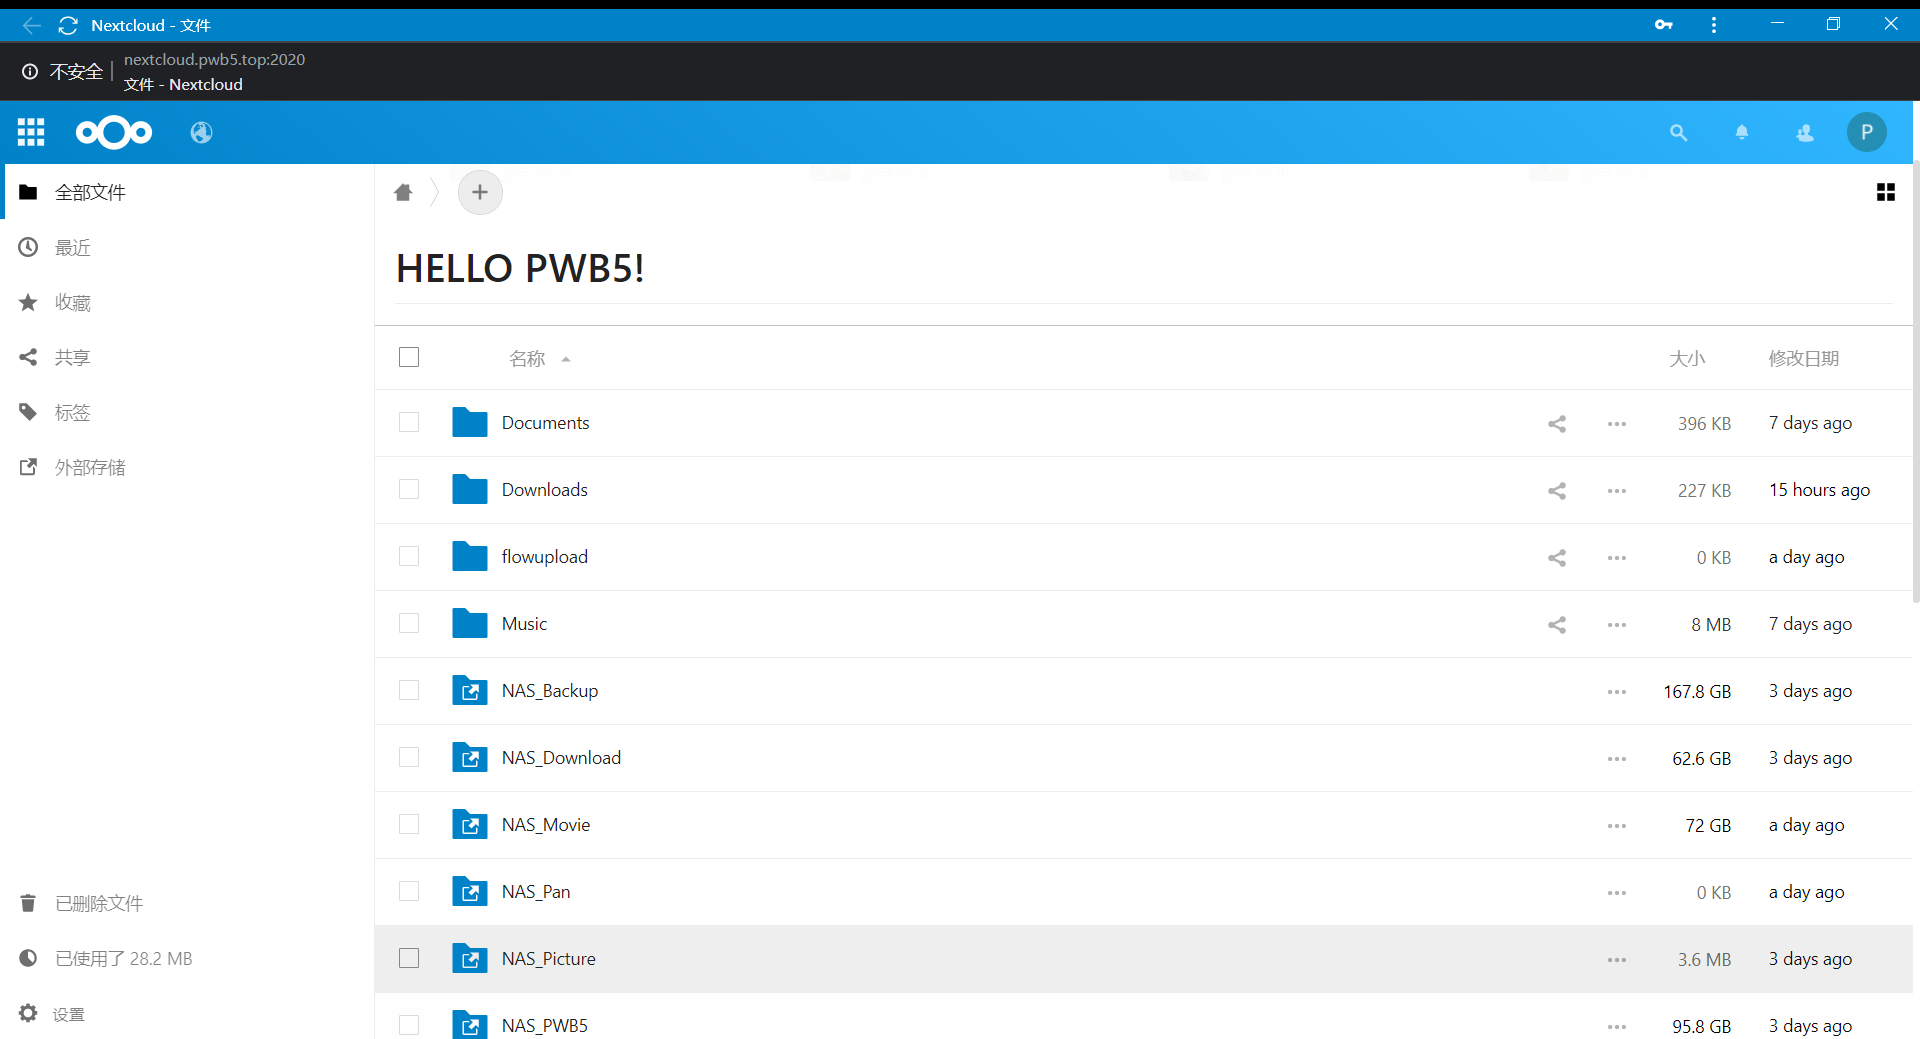 Nextcloud - 文件
不安全
nextcloud.pwb5.top:2020
文件 - Nextcloud
P
全部文件
最近
收藏
共享
标签
外部存储
已删除文件
已使用了 28.2 MB
设置
HELLO PWB5!
名称 大小 修改日期
Documents 396 KB 7 days ago
Downloads 227 KB 15 hours ago
flowupload 0 KB a day ago
Music 8 MB 7 days ago
NAS_Backup 167.8 GB 3 days ago
NAS_Download 62.6 GB 3 days ago
NAS_Movie 72 GB a day ago
NAS_Pan 0 KB a day ago
NAS_Picture 3.6 MB 3 days ago
NAS_PWB5 95.8 GB 3 days ago